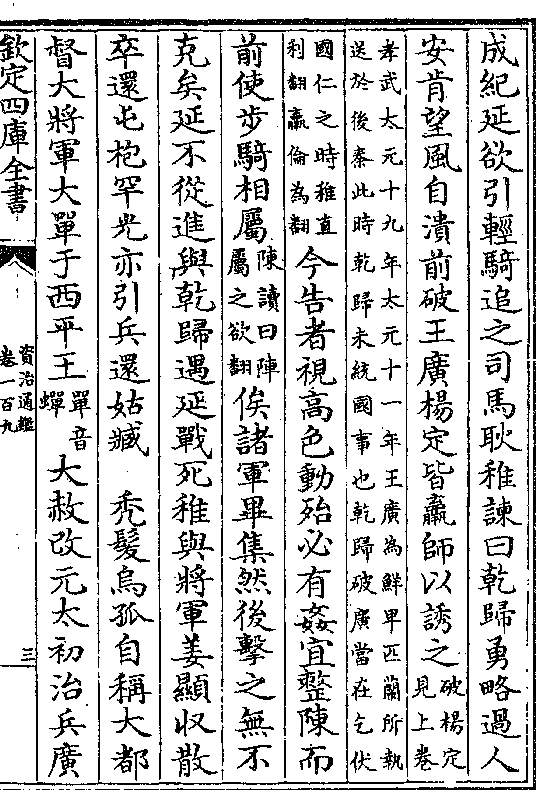 成紀延欲引輕騎追之司馬耿稚諫曰乾歸勇略過人
安肯望風自潰前破王廣楊定皆羸師以誘之破楊定見上卷
孝武太元十九年太元十一年王廣為鮮卑匹蘭所執
送於後秦此時乾歸未統國事也乾歸破廣當在乞伏
國仁之時稚直利翻羸倫為翻今告者視高色動殆必有姦宜整陳而
前使步騎相屬陳讀曰陣屬之欲翻俟諸軍畢集然後擊之無不
克矣延不從進與乾歸遇延戰死稚與將軍姜顯收散
卒還屯枹罕光亦引兵還姑臧　禿髮烏孤自稱大都
督大將軍大單于西平王單音蟬大赦改元太初治兵廣
欽定四庫全書
資治通鑑
卷一百九
三